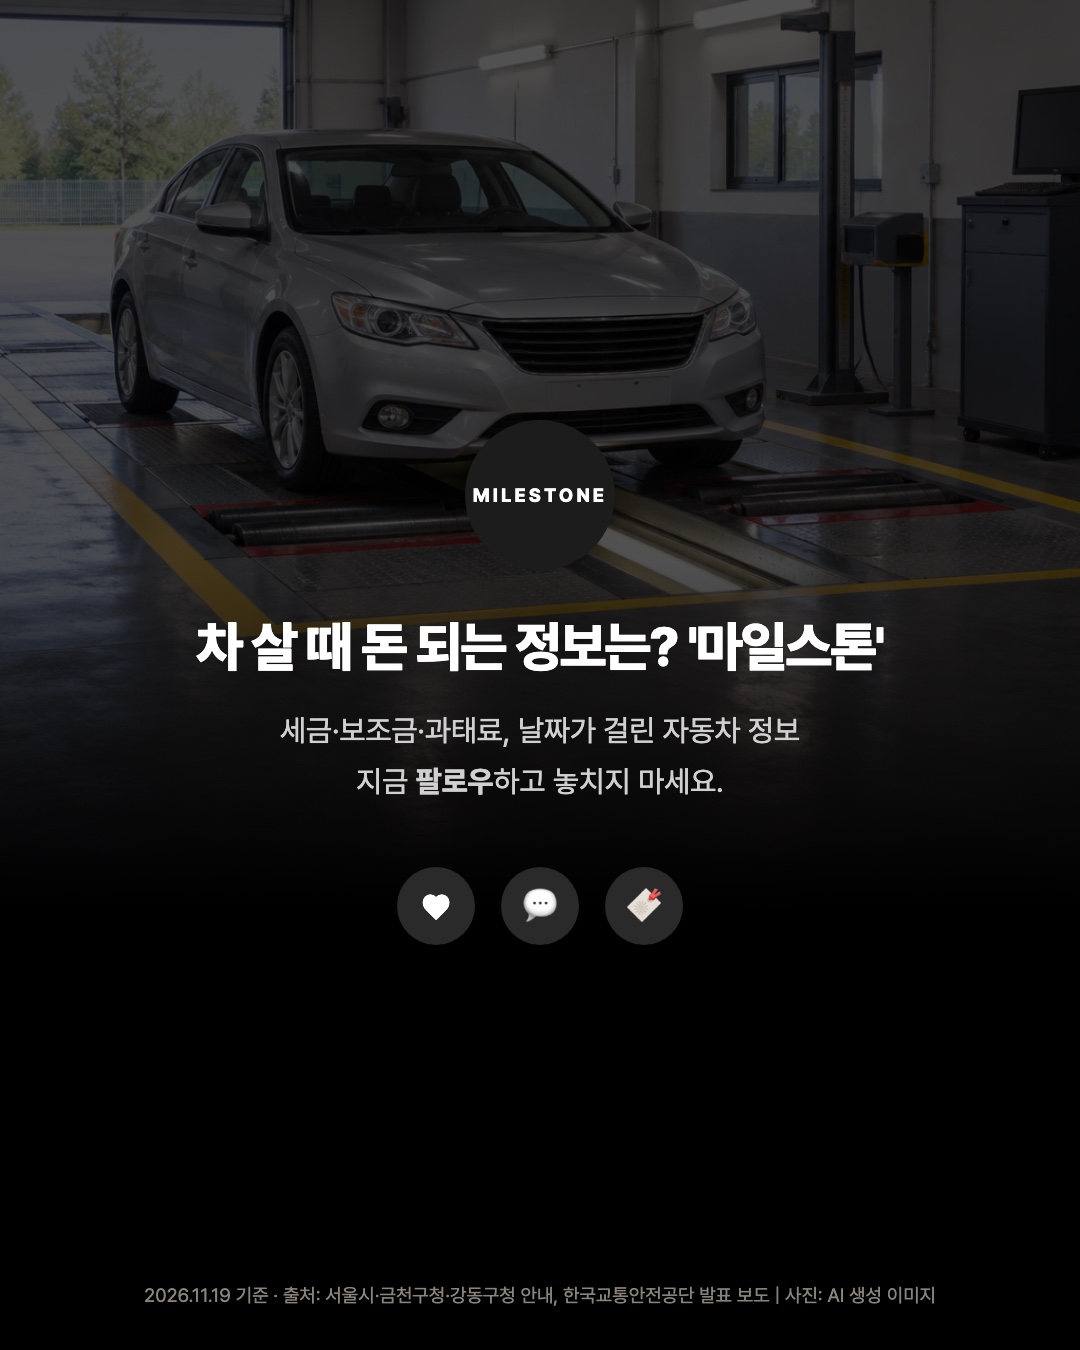 MILESTONE
차 살 때 돈 되는 정보는? '마일스톤'
세금·보조금·과태료, 날짜가 걸린 자동차 정보
지금 팔로우하고 놓치지 마세요.
2026.11.19 기준 · 출처: 서울시·금천구청·강동구청 안내, 한국교통안전공단 발표 보도 | 사진: AI 생성 이미지